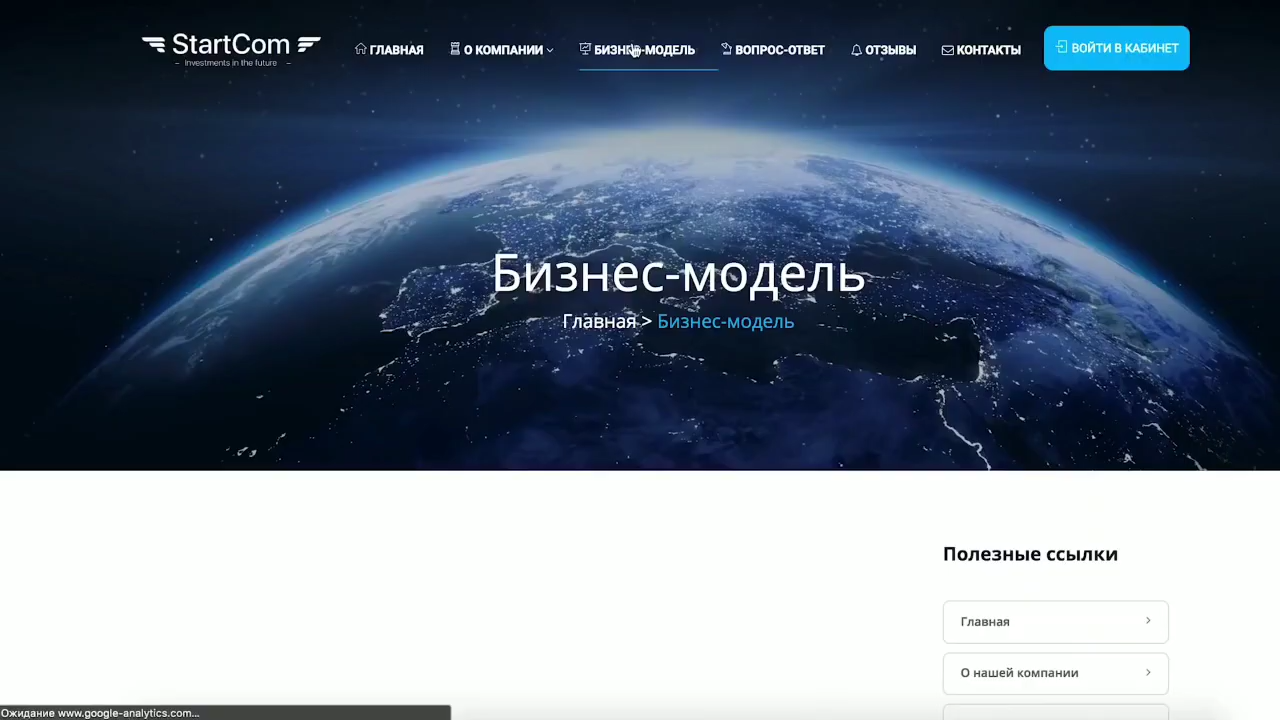 StartCom
– Investments in the future –
ГЛАВНАЯ
О КОМПАНИИ
БИЗНЕС-МОДЕЛЬ
ВОПРОС-ОТВЕТ
ОТЗЫВЫ
КОНТАКТЫ
ВОЙТИ В КАБИНЕТ
Бизнес-модель
Главная > Бизнес-модель
Полезные ссылки
Главная
О нашей компании
Ожидание www.google-analytics.com...